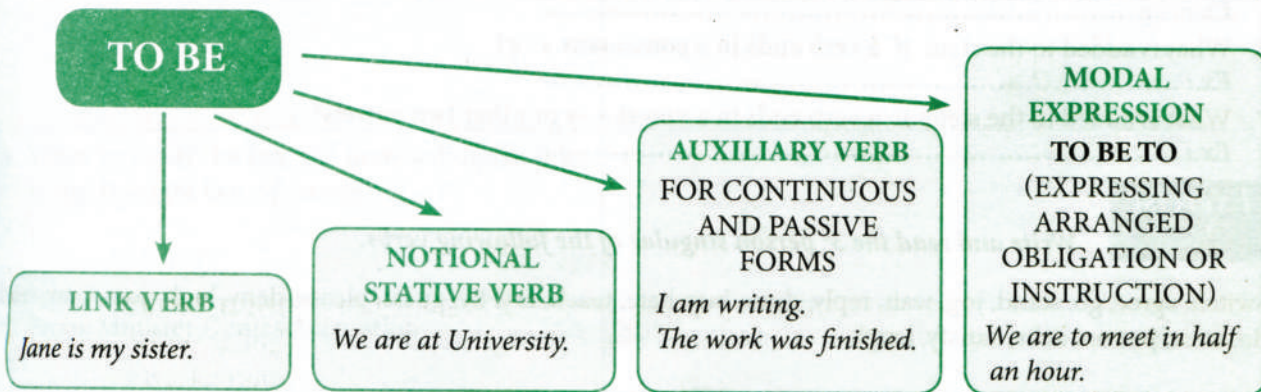 TO BE
LINK VERB
Jane is my sister.
NOTIONAL
STATIVE VERB
We are at University.
AUXILIARY VERB
FOR CONTINUOUS
AND PASSIVE
FORMS
I am writing.
The work was finished.
MODAL
EXPRESSION
TO BE TO
(EXPRESSING
ARRANGED
OBLIGATION OR
INSTRUCTION)
We are to meet in half
an hour.